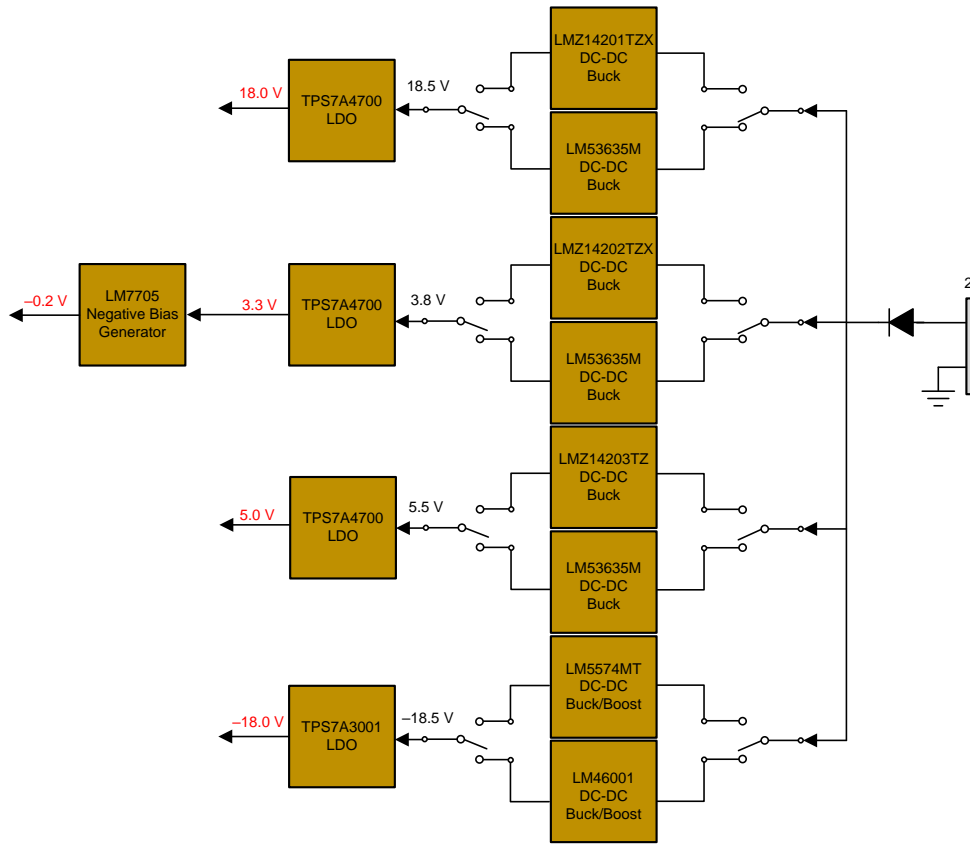 LMZ14201TZX
DC-DC
Buck
18.0 V
TPS7A4700
LDO
18.5 V
LM53635M
DC-DC
Buck
LMZ14202TZX
DC-DC
Buck
–0.2 V
LM7705
Negative Bias
Generator
3.3 V
TPS7A4700
LDO
3.8 V
2
LM53635M
DC-DC
Buck
LMZ14203TZ
DC-DC
Buck
5.0 V
TPS7A4700
LDO
5.5 V
LM53635M
DC-DC
Buck
LM5574MT
DC-DC
Buck/Boost
–18.0 V
TPS7A3001
LDO
–18.5 V
LM46001
DC-DC
Buck/Boost